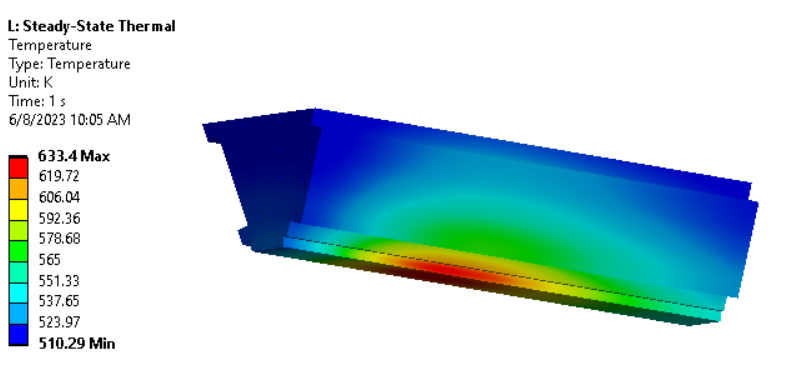 L: Steady-State Thermal
Temperature
Type: Temperature
Unit: K
Time: 1 s
6/8/2023 10:05 AM
633.4 Max
619.72
606.04
592.36
578.68
565
551.33
537.65
523.97
510.29 Min